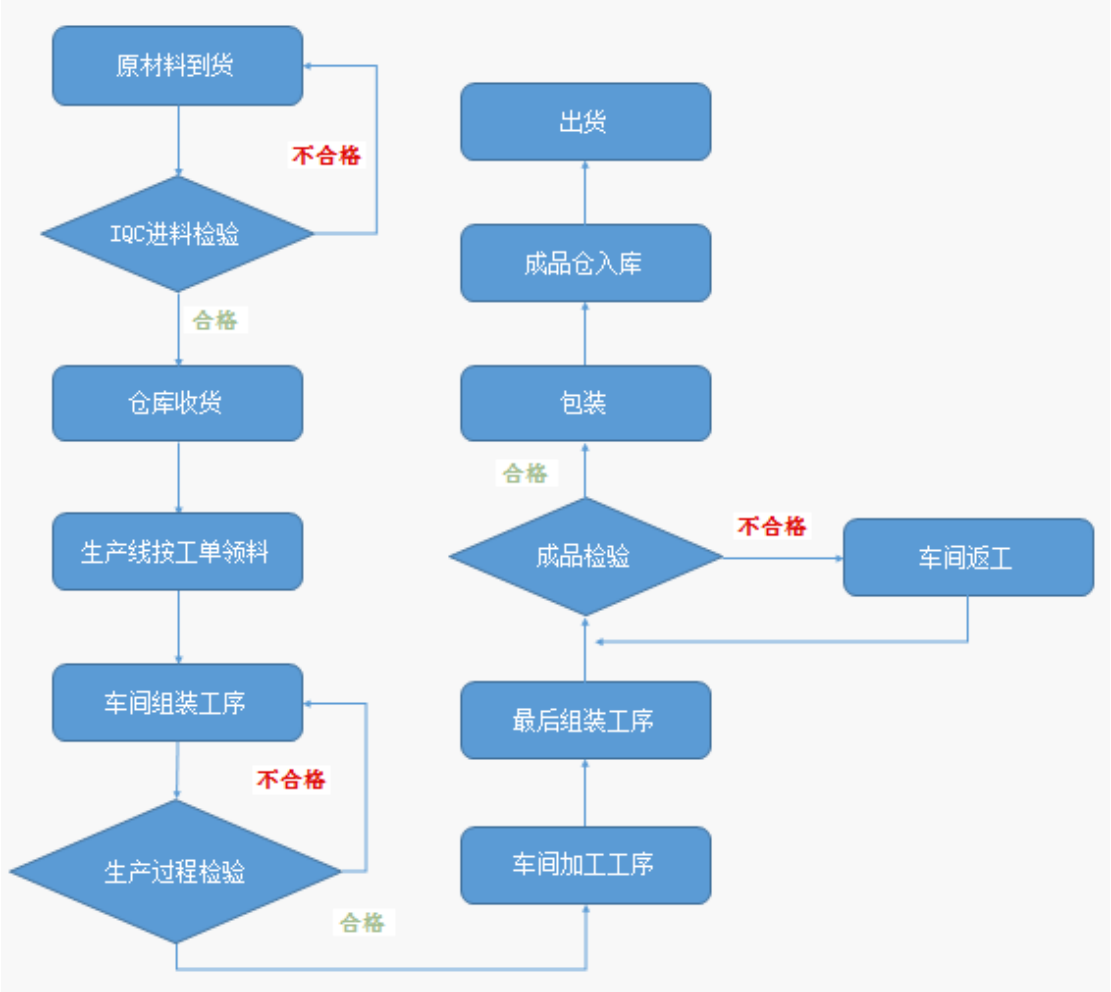 原材料到货
不合格
IQC进料检验
合格
仓库收货
生产线按工单领料
车间组装工序
不合格
生产过程检验
合格
车间加工工序
最后组装工序
成品检验
不合格
车间返工
合格
包装
成品仓入库
出货